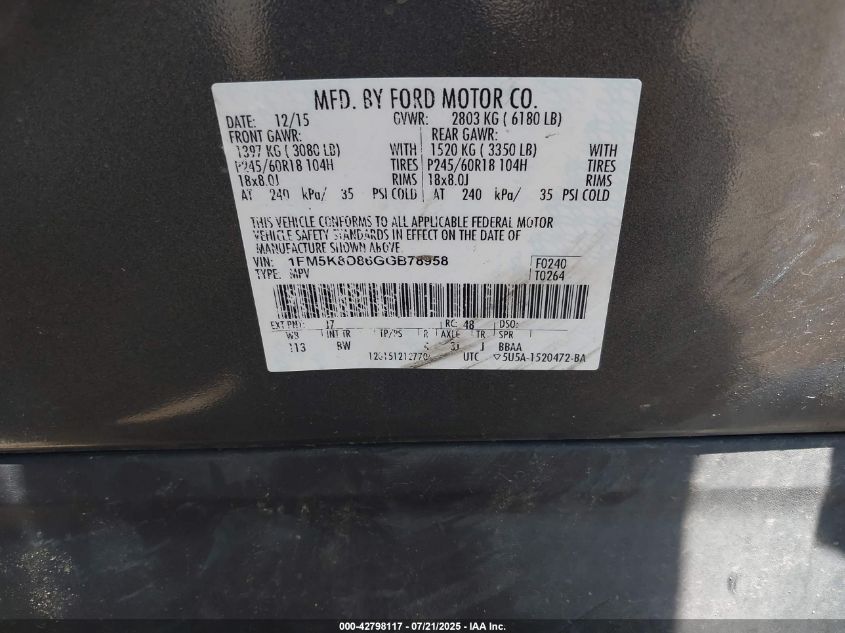 MFD. BY FORD MOTOR CO.
DATE: 12/15 GVWR: 2803 KG ( 6180 LB)
FRONT GAWR: REAR GAWR:
1397 KG ( 3080 LB) WITH 1520 KG ( 3350 LB) WITH
P245/60R18 104H TIRES P245/60R18 104H TIRES
18x8.0J RIMS 18x8.0J RIMS
AT 240 kPa/ 35 PSI COLD AT 240 kPa/ 35 PSI COLD
THIS VEHICLE CONFORMS TO ALL APPLICABLE FEDERAL MOTOR
VEHICLE SAFETY STANDARDS IN EFFECT ON THE DATE OF
MANUFACTURE SHOWN ABOVE.
VIN: 1FM5K8D86GGB78958 F0240
TYPE: MPV T0264
EXT PNT: J7 RC: 48 DSO:
WB INT TR TP/PS R AXLE TR SPR
113 BW J BBAA
UTC ▽5U5A-1520472-BA
000-42798117 - 07/21/2025 - IAA Inc.